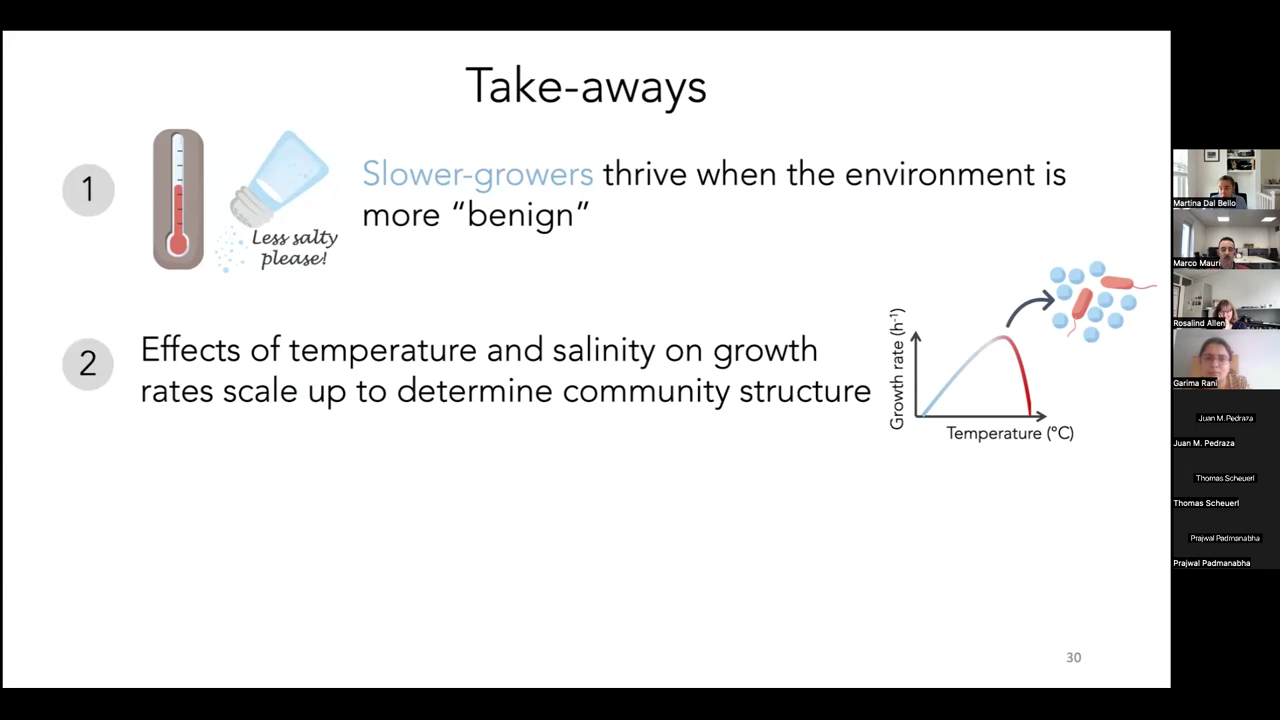 Take-aways
1
Slower-growers thrive when the environment is
more “benign”
Less salty
please!
2
Effects of temperature and salinity on growth
rates scale up to determine community structure
Growth rate (h-1)
Temperature (°C)
30
Martina Dal Bello
Marco Mauri
Rosalind Allen
Garima Rani
Juan M. Pedraza
Juan M. Pedraza
Thomas Scheuerl
Thomas Scheuerl
Prajwal Padmanabha
Prajwal Padmanabha